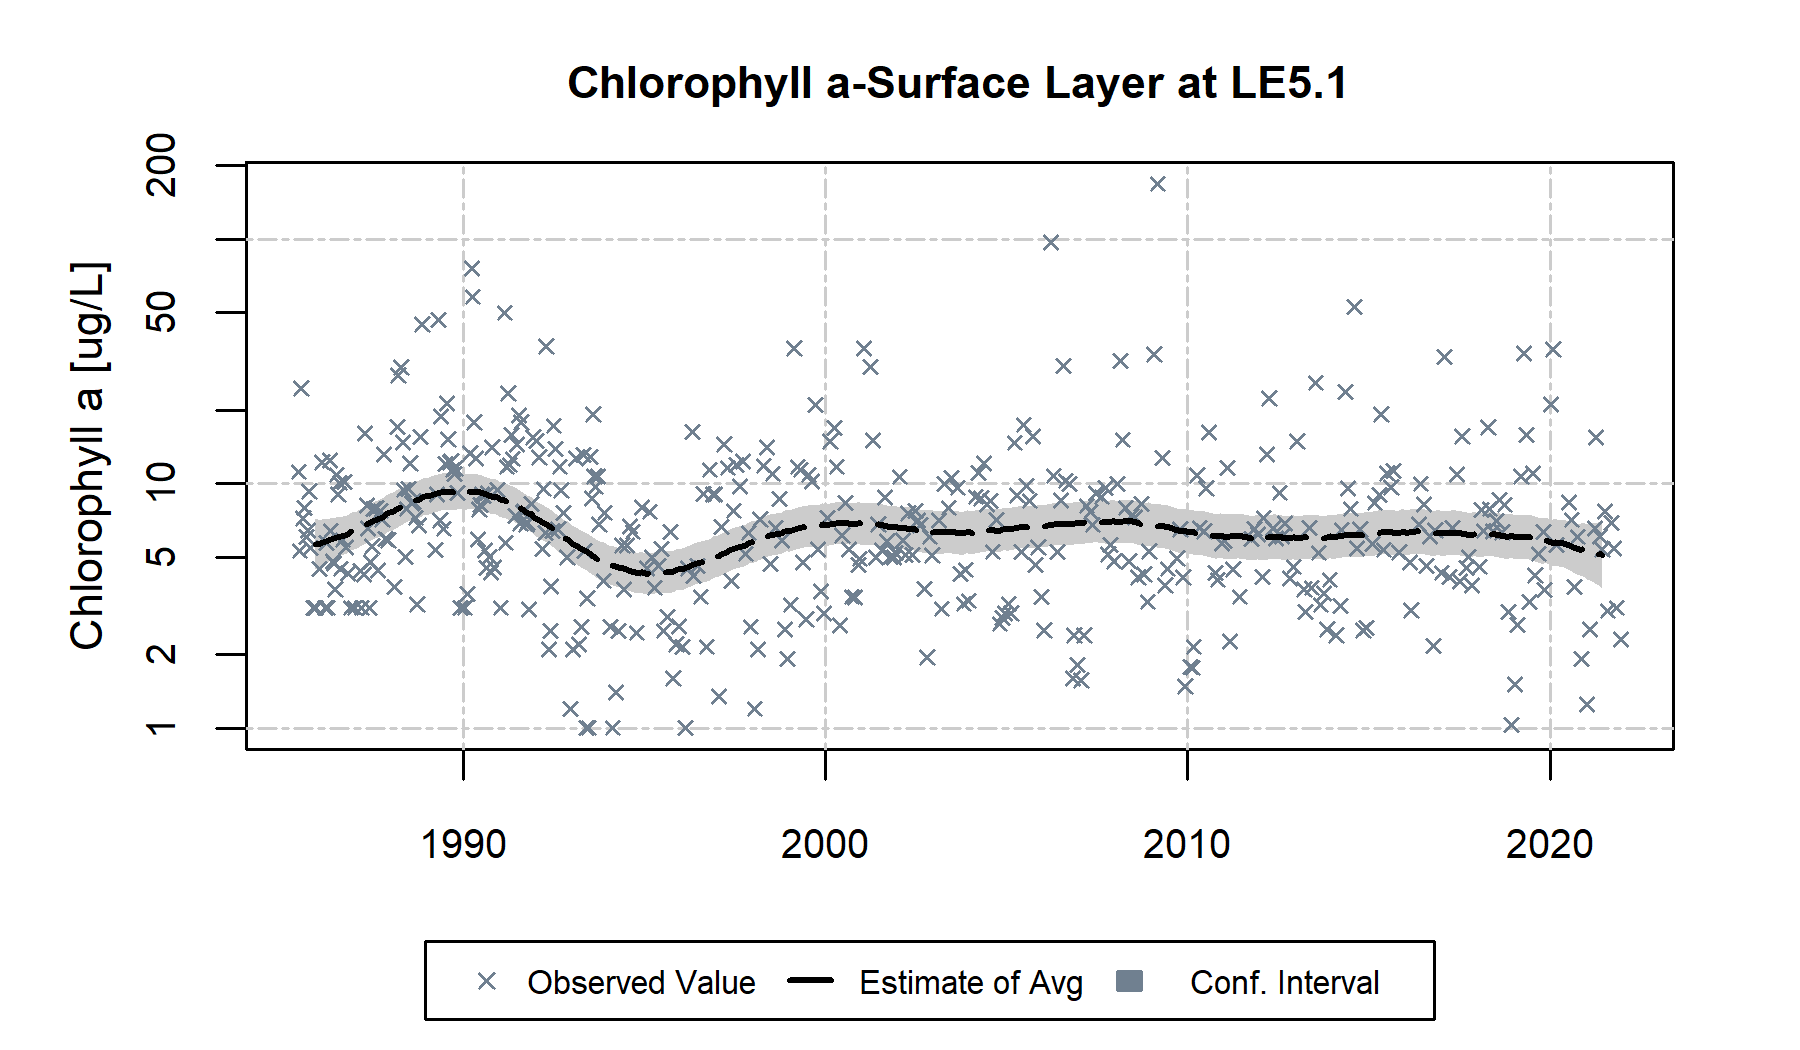 Chlorophyll a-Surface Layer at LE5.1
Chlorophyll a [ug/L]
200
50
10
5
2
1
1990 2000 2010 2020
Observed Value Estimate of Avg Conf. Interval